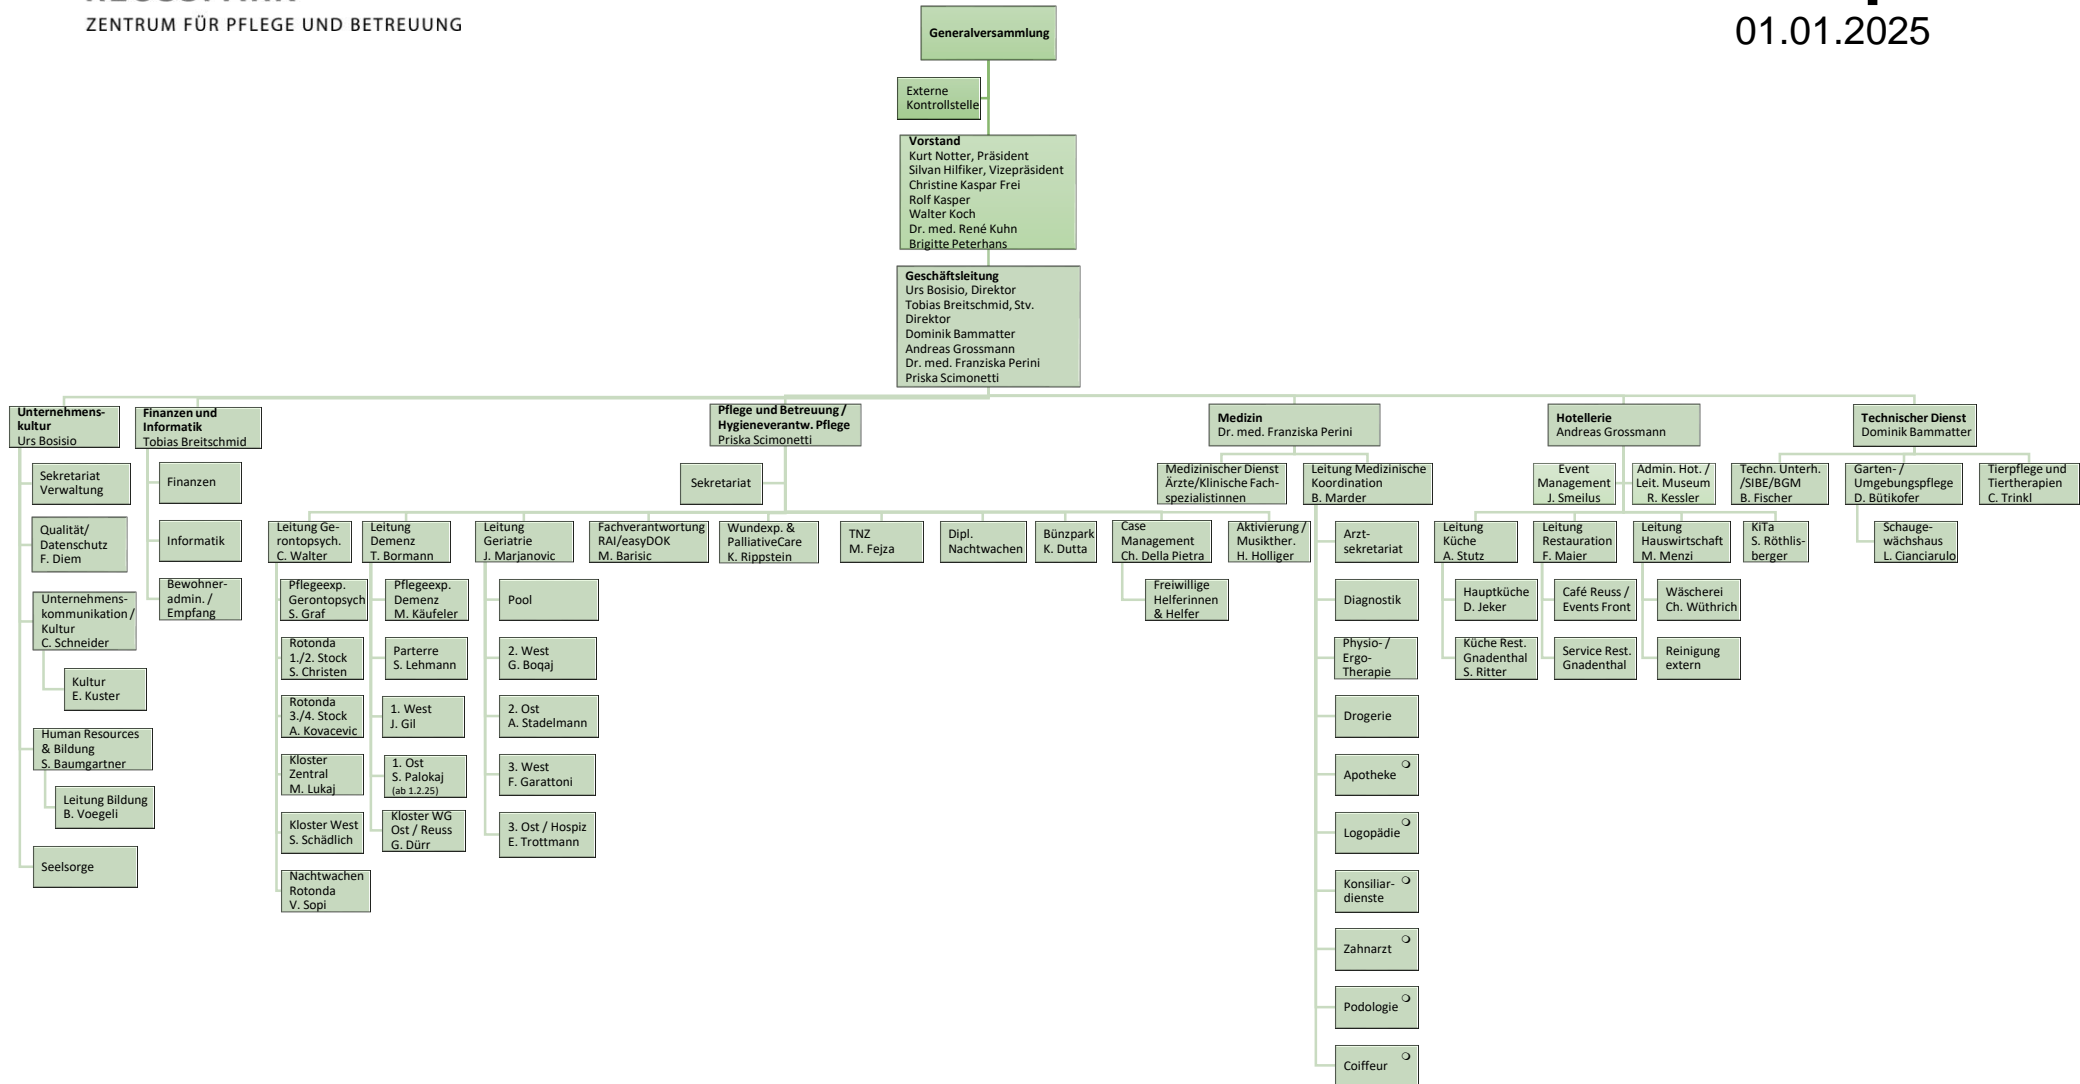 ZENTRUM FÜR PFLEGE UND BETREUUNG
01.01.2025
Generalversammlung
Externe
Kontrollstelle
Vorstand
Kurt Notter, Präsident
Silvan Hilfiker, Vizepräsident
Christine Kaspar Frei
Rolf Kasper
Walter Koch
Dr. med. René Kuhn
Brigitte Peterhans
Geschäftsleitung
Urs Bosisio, Direktor
Tobias Breitschmid, Stv.
Direktor
Dominik Bammatter
Andreas Grossmann
Dr. med. Franziska Perini
Priska Scimonetti
Unternehmens-
kultur
Urs Bosisio
Sekretariat
Verwaltung
Qualität/
Datenschutz
F. Diem
Unternehmens-
kommunikation /
Kultur
C. Schneider
Kultur
E. Kuster
Human Resources
& Bildung
S. Baumgartner
Leitung Bildung
B. Voegeli
Seelsorge
Finanzen und
Informatik
Tobias Breitschmid
Finanzen
Informatik
Bewohner-
admin. /
Empfang
Pflege und Betreuung /
Hygieneverantw. Pflege
Priska Scimonetti
Sekretariat
Leitung Ge-
rontopsych.
C. Walter
Pflegeexp.
Gerontopsych
S. Graf
Rotonda
1./2. Stock
S. Christen
Rotonda
3./4. Stock
A. Kovacevic
Kloster
Zentral
M. Lukaj
Kloster West
S. Schädlich
Nachtwachen
Rotonda
V. Sopi
Leitung
Demenz
T. Bormann
Pflegeexp.
Demenz
M. Käufeler
Parterre
S. Lehmann
1. West
J. Gil
1. Ost
S. Palokaj
(ab 1.2.25)
Kloster WG
Ost / Reuss
G. Dürr
Leitung
Geriatrie
J. Marjanovic
Pool
2. West
G. Boqaj
2. Ost
A. Stadelmann
3. West
F. Garattoni
3. Ost / Hospiz
E. Trottmann
Fachverantwortung
RAI/easyDOK
M. Barisic
Wundexp. &
PalliativeCare
K. Rippstein
TNZ
M. Fejza
Dipl.
Nachtwachen
Bünzpark
K. Dutta
Case
Management
Ch. Della Pietra
Freiwillige
Helferinnen
& Helfer
Aktivierung /
Musikther.
H. Holliger
Medizin
Dr. med. Franziska Perini
Medizinischer Dienst
Ärzte/Klinische Fach-
spezialistinnen
Leitung Medizinische
Koordination
B. Marder
Arzt-
sekretariat
Diagnostik
Physio- /
Ergo-
Therapie
Drogerie
Apotheke
Logopädie
Konsiliar-
dienste
Zahnarzt
Podologie
Coiffeur
Hotellerie
Andreas Grossmann
Event
Management
J. Smeilus
Admin. Hot. /
Leit. Museum
R. Kessler
Leitung
Küche
A. Stutz
Hauptküche
D. Jeker
Küche Rest.
Gnadenthal
S. Ritter
Leitung
Restauration
F. Maier
Café Reuss /
Events Front
Service Rest.
Gnadenthal
Leitung
Hauswirtschaft
M. Menzi
Wäscherei
Ch. Wüthrich
Reinigung
extern
KiTa
S. Röthlis-
berger
Technischer Dienst
Dominik Bammatter
Techn. Unterh.
/SIBE/BGM
B. Fischer
Garten- /
Umgebungspflege
D. Bütikofer
Schauge-
wächshaus
L. Cianciarulo
Tierpflege und
Tiertherapien
C. Trinkl